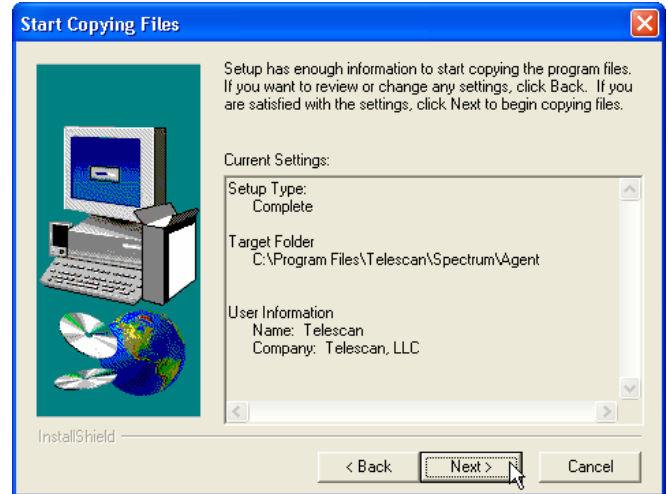 Start Copying Files
Setup has enough information to start copying the program files.
If you want to review or change any settings, click Back.  If you
are satisfied with the settings, click Next to begin copying files.
Current Settings:
Setup Type:
Complete
Target Folder
C:\Program Files\Telescan\Spectrum\Agent
User Information
Name:  Telescan
Company:  Telescan, LLC
InstallShield
< Back
Next >
Cancel